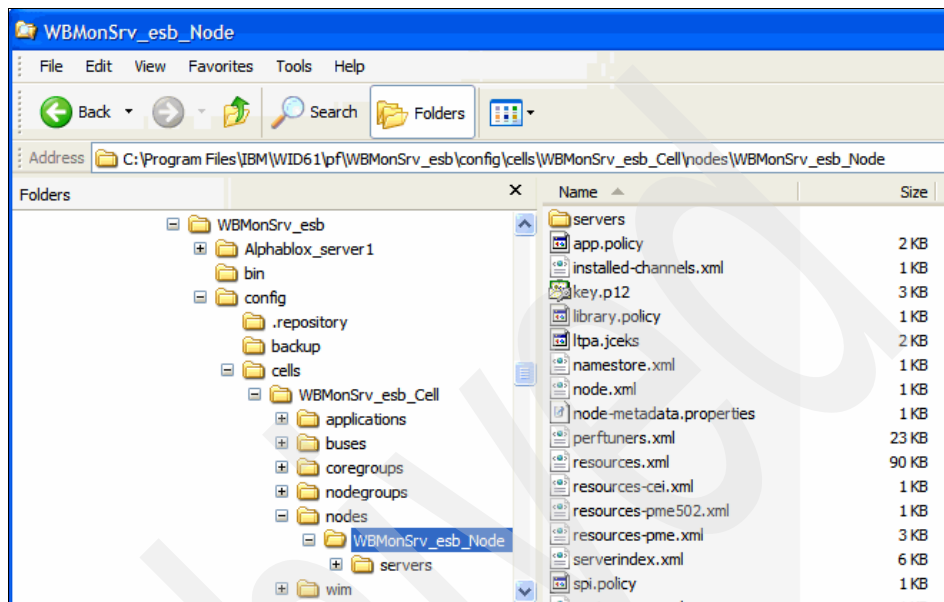 WBMonSrv_esb_Node
File Edit View Favorites Tools Help
Back Search Folders
Address C:\Program Files\IBM\WID61\pf\WBMonSrv_esb\config\cells\WBMonSrv_esb_Cell\nodes\WBMonSrv_esb_Node
Folders
WBMonSrv_esb
Alphablox_server1
bin
config
.repository
backup
cells
WBMonSrv_esb_Cell
applications
buses
coregroups
nodegroups
nodes
WBMonSrv_esb_Node
servers
wim
Name Size
servers
app.policy 2 KB
installed-channels.xml 1 KB
key.p12 3 KB
library.policy 1 KB
ltpa.jceks 2 KB
namestore.xml 1 KB
node.xml 1 KB
node-metadata.properties 1 KB
perftuners.xml 23 KB
resources.xml 90 KB
resources-cei.xml 1 KB
resources-pme502.xml 1 KB
resources-pme.xml 3 KB
serverindex.xml 6 KB
spi.policy 1 KB